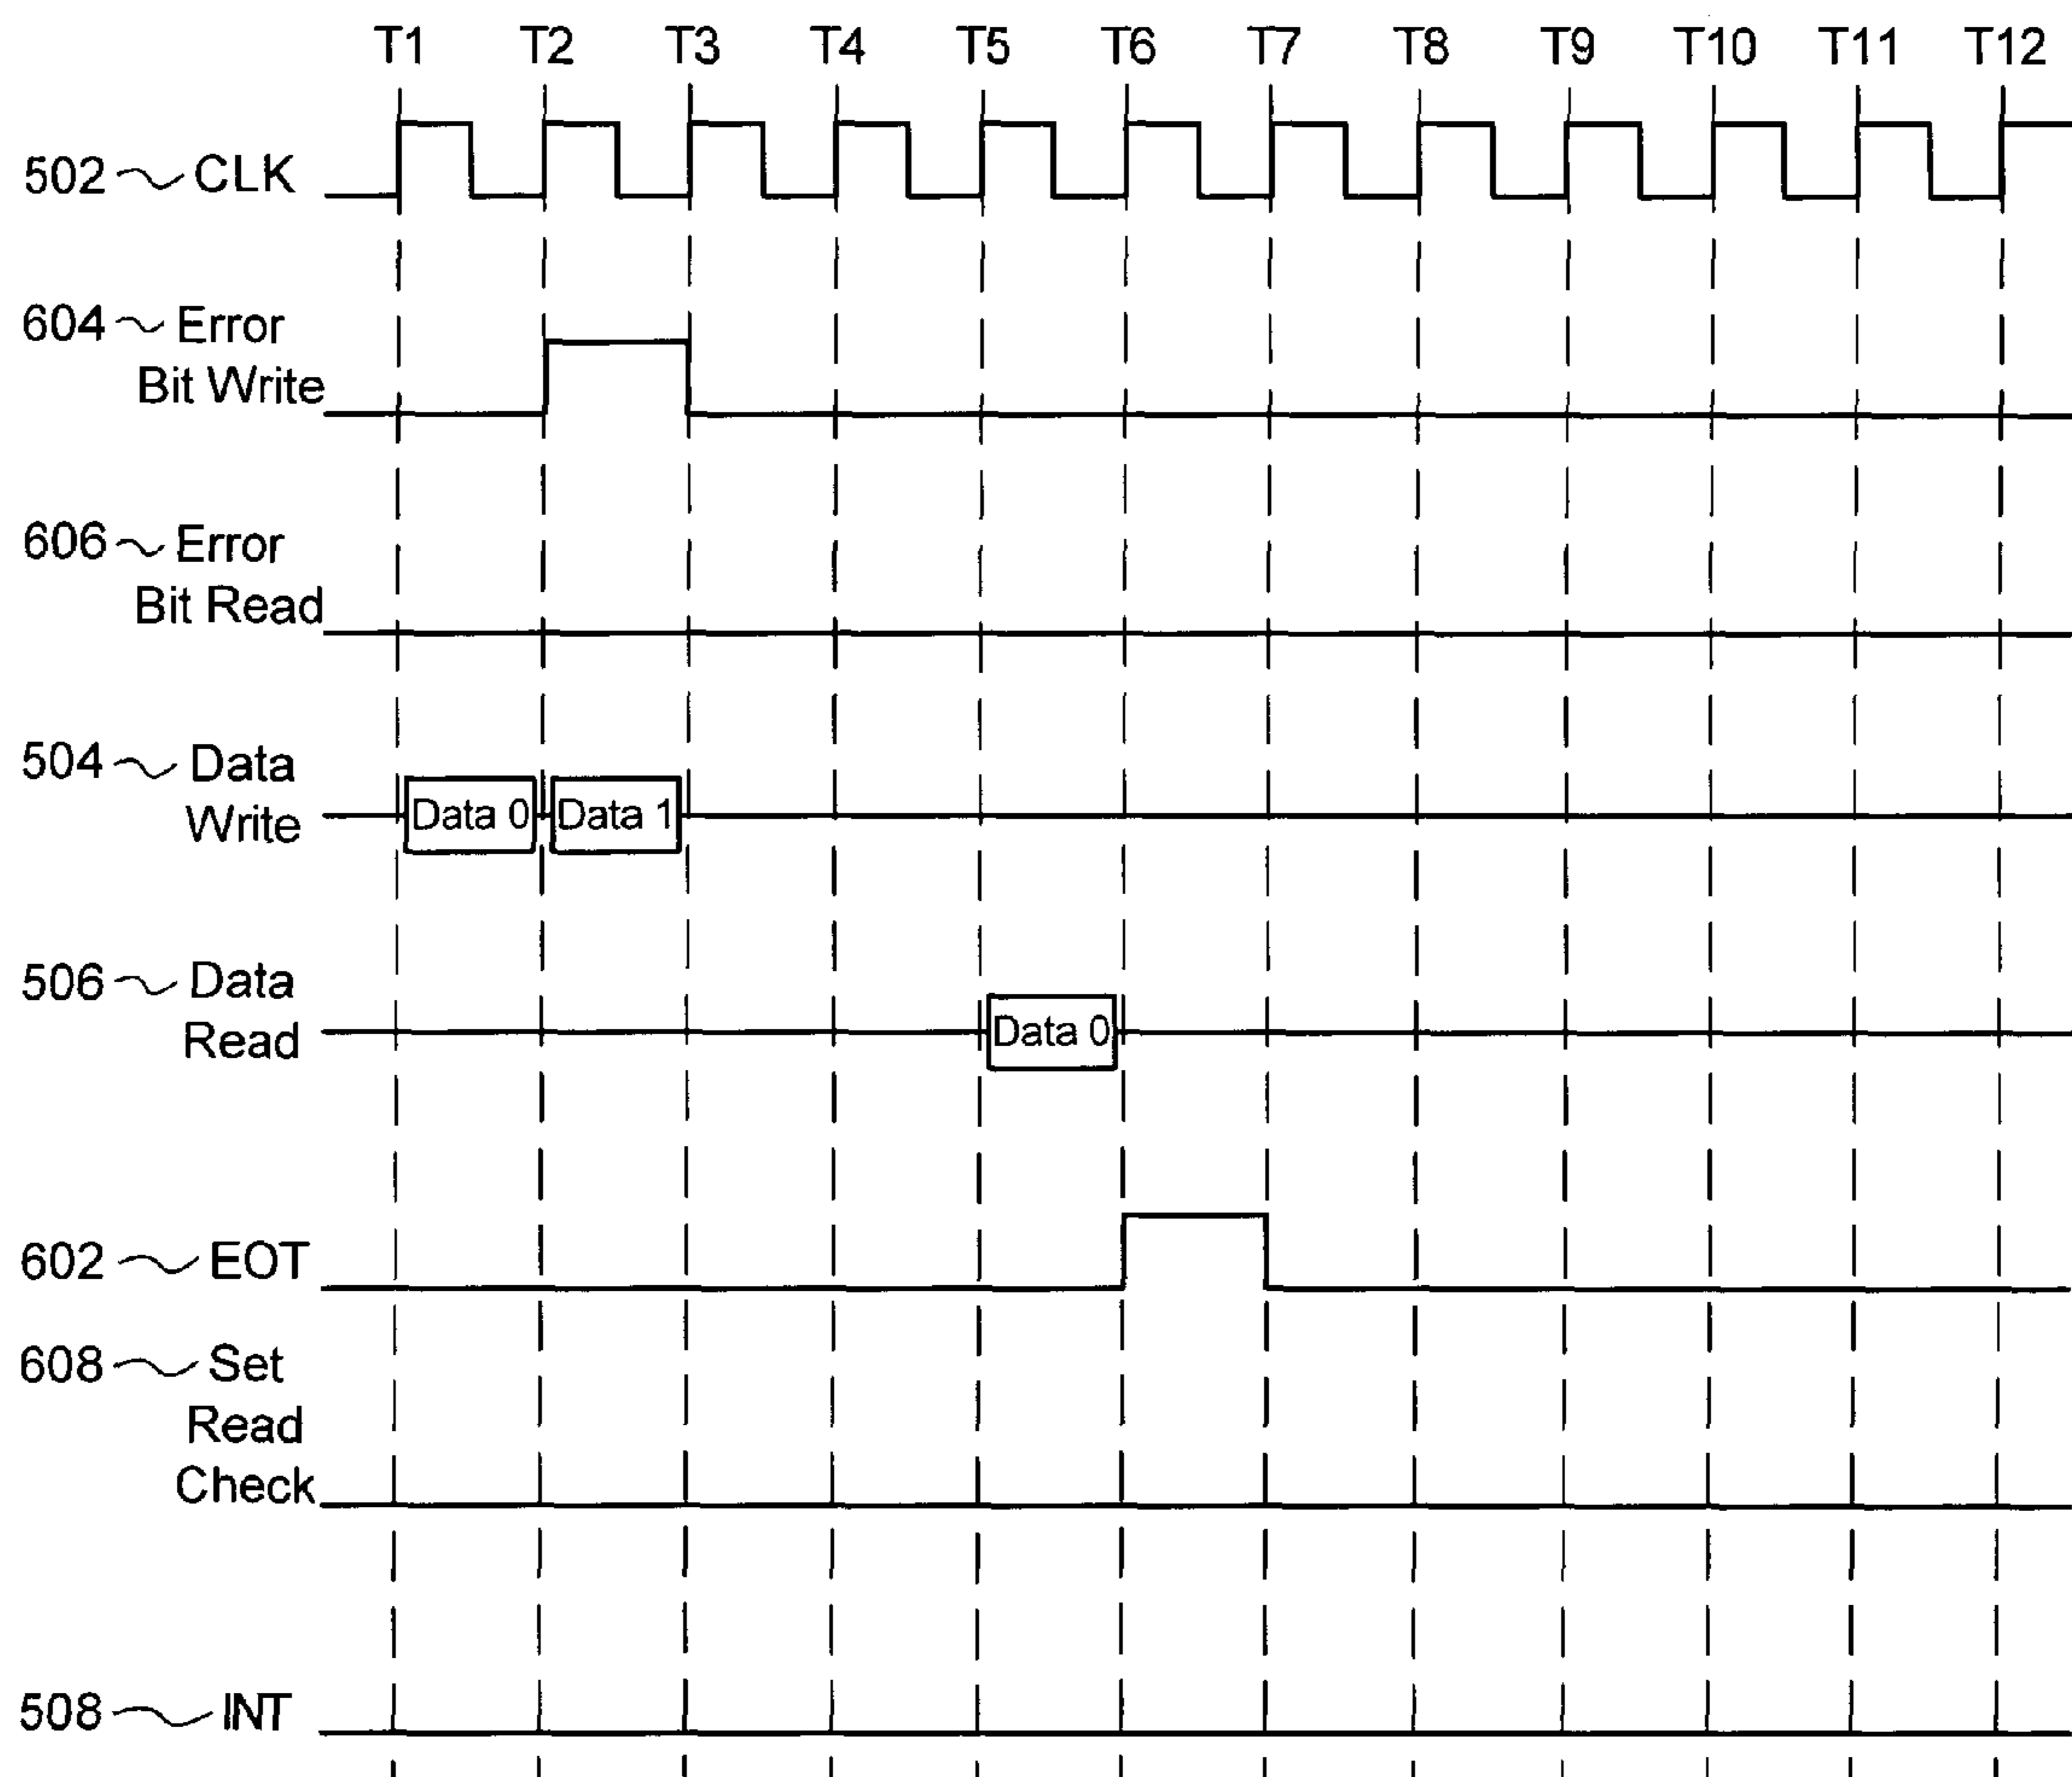 T1 T2 T3 T4 T5 T6 T7 T8 T9 T10 T11 T12
502 CLK
604 Error
Bit Write
606 Error
Bit Read
504 Data
Write
Data 0 Data 1
506 Data
Read
Data 0
602 EOT
608 Set
Read
Check
508 INT